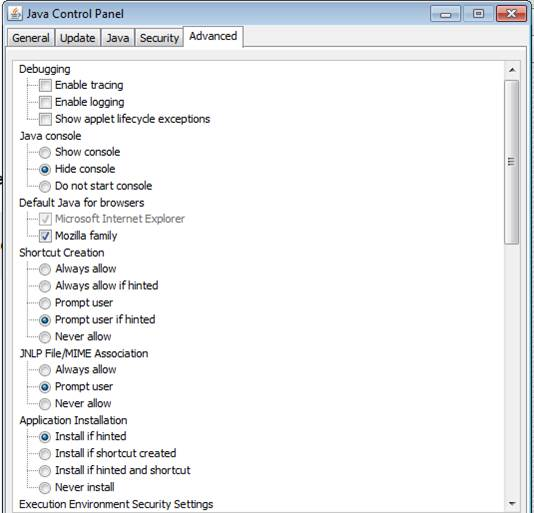 Java Control Panel
General Update Java Security Advanced
Debugging
Enable tracing
Enable logging
Show applet lifecycle exceptions
Java console
Show console
Hide console
Do not start console
Default Java for browsers
Microsoft Internet Explorer
Mozilla family
Shortcut Creation
Always allow
Always allow if hinted
Prompt user
Prompt user if hinted
Never allow
JNLP File/MIME Association
Always allow
Prompt user
Never allow
Application Installation
Install if hinted
Install if shortcut created
Install if hinted and shortcut
Never install
Execution Environment Security Settings